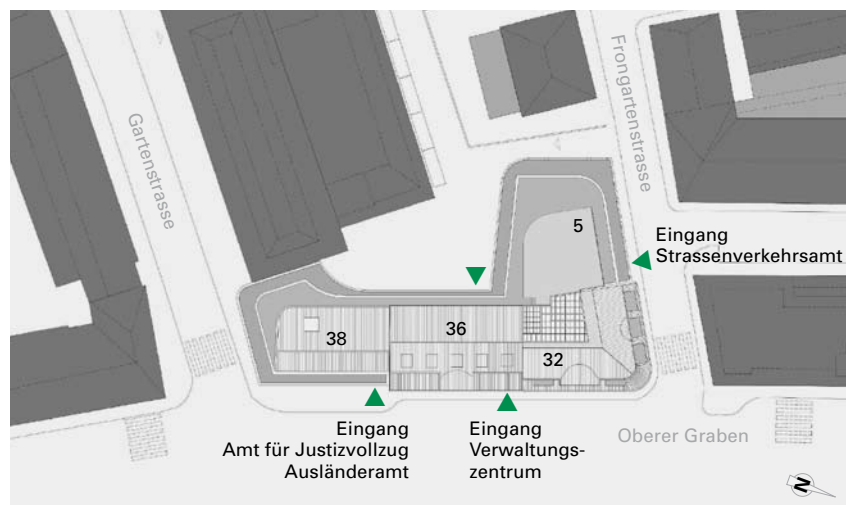 Gartenstrasse
Frongartenstrasse
5
Eingang
Strassenverkehrsamt
38
36
32
Eingang
Amt für Justizvollzug
Ausländeramt
Eingang
Verwaltungs-
zentrum
Oberer Graben
N